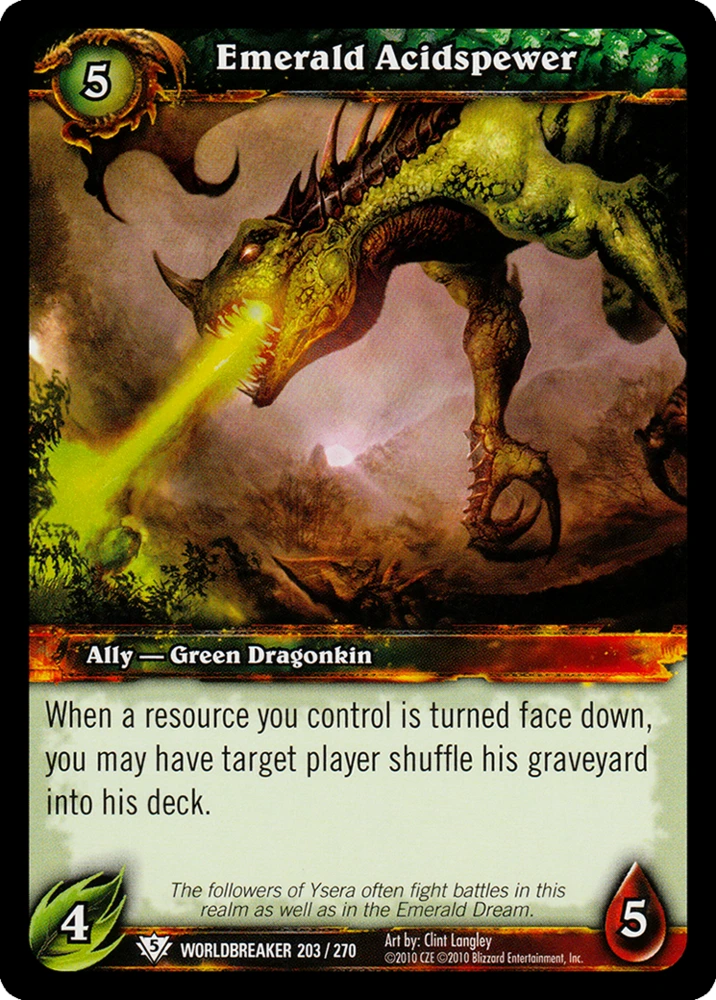 5
Emerald Acidspewer
Ally — Green Dragonkin
When a resource you control is turned face down,
you may have target player shuffle his graveyard
into his deck.
The followers of Ysera often fight battles in this
realm as well as in the Emerald Dream.
4
5
5
WORLDBREAKER 203 / 270
Art by: Clint Langley
©2010 CZE ©2010 Blizzard Entertainment, Inc.